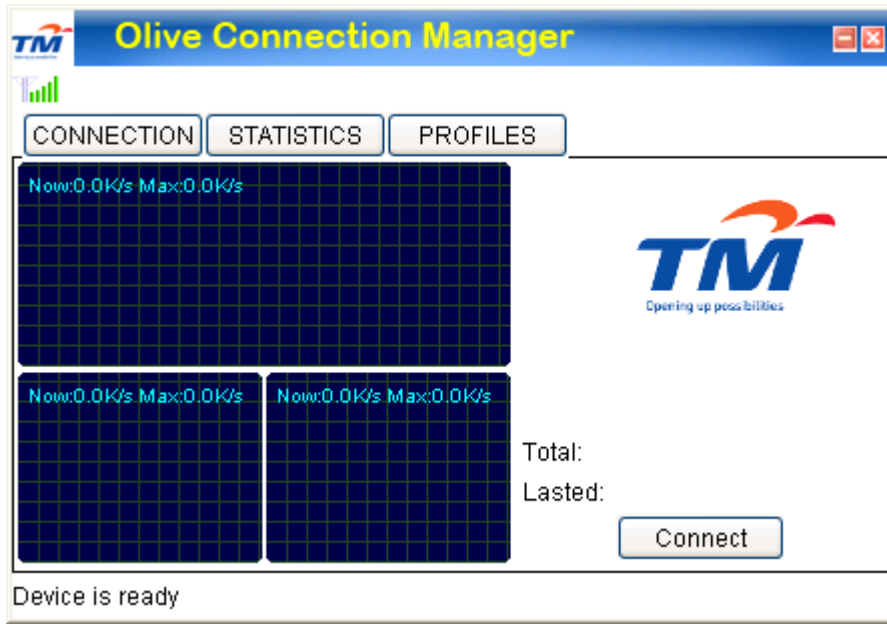 TM Olive Connection Manager
CONNECTION STATISTICS PROFILES
Now:0.0K/s Max:0.0K/s
TM
Opening up possibilities
Now:0.0K/s Max:0.0K/s Now:0.0K/s Max:0.0K/s
Total:
Lasted:
Connect
Device is ready